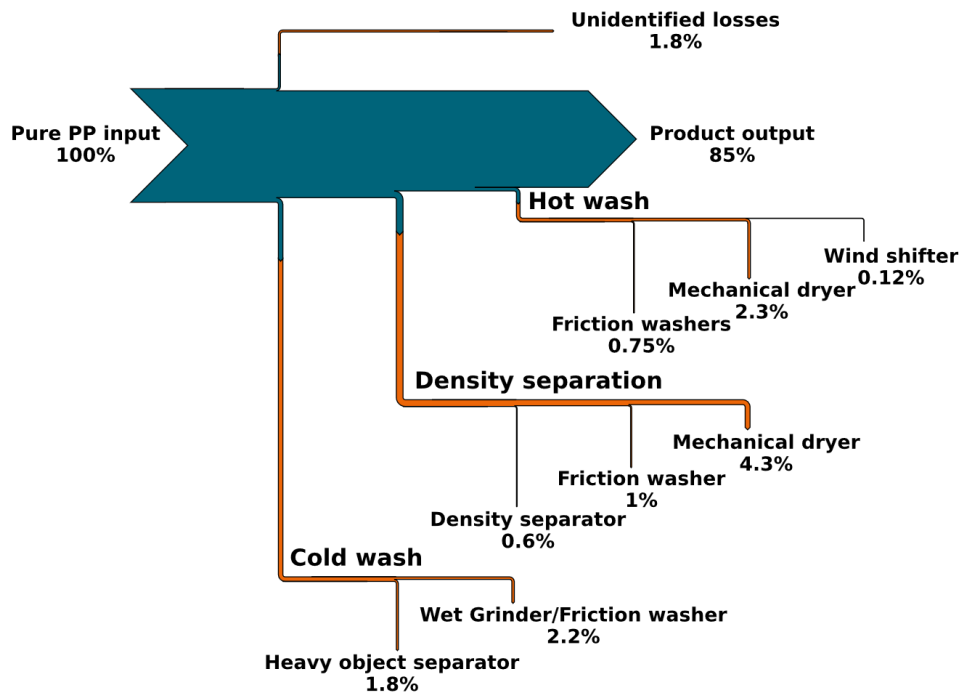 Unidentified losses
1.8%
Pure PP input
100%
Product output
85%
Hot wash
Wind shifter
0.12%
Mechanical dryer
2.3%
Friction washers
0.75%
Density separation
Mechanical dryer
4.3%
Friction washer
1%
Density separator
0.6%
Cold wash
Wet Grinder/Friction washer
2.2%
Heavy object separator
1.8%